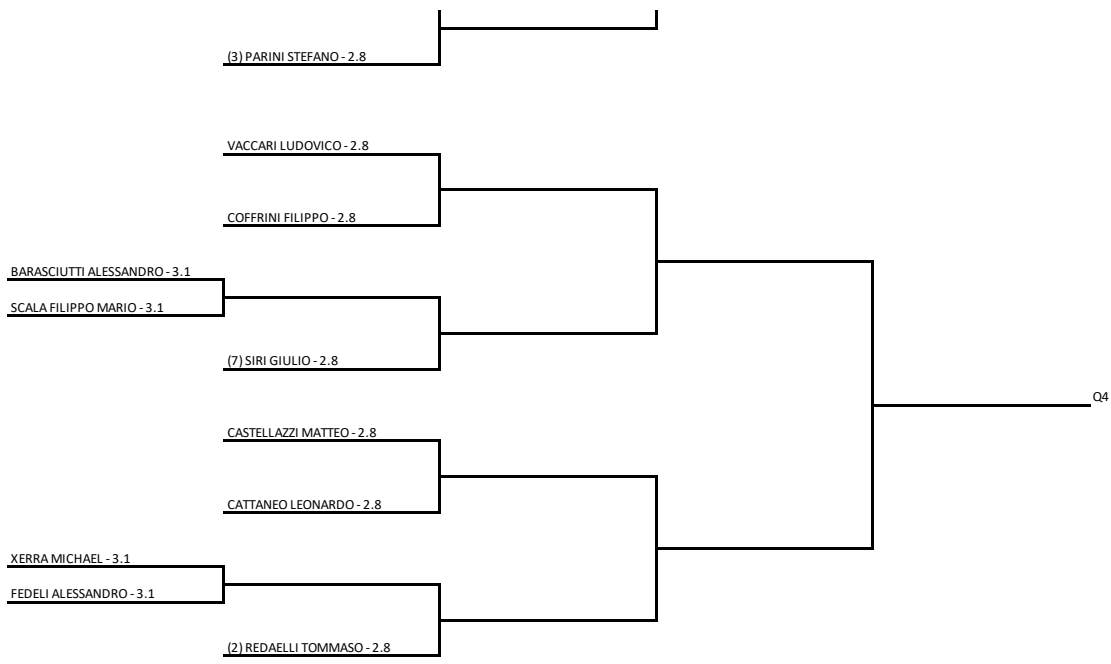 (3) PARINI STEFANO - 2.8
VACCARI LUDOVICO - 2.8
COFFRINI FILIPPO - 2.8
BARASCIUTTI ALESSANDRO - 3.1
SCALA FILIPPO MARIO - 3.1
(7) SIRI GIULIO - 2.8
Q4
CASTELLAZZI MATTEO - 2.8
CATTANEO LEONARDO - 2.8
XERRA MICHAEL - 3.1
FEDELI ALESSANDRO - 3.1
(2) REDAELLI TOMMASO - 2.8